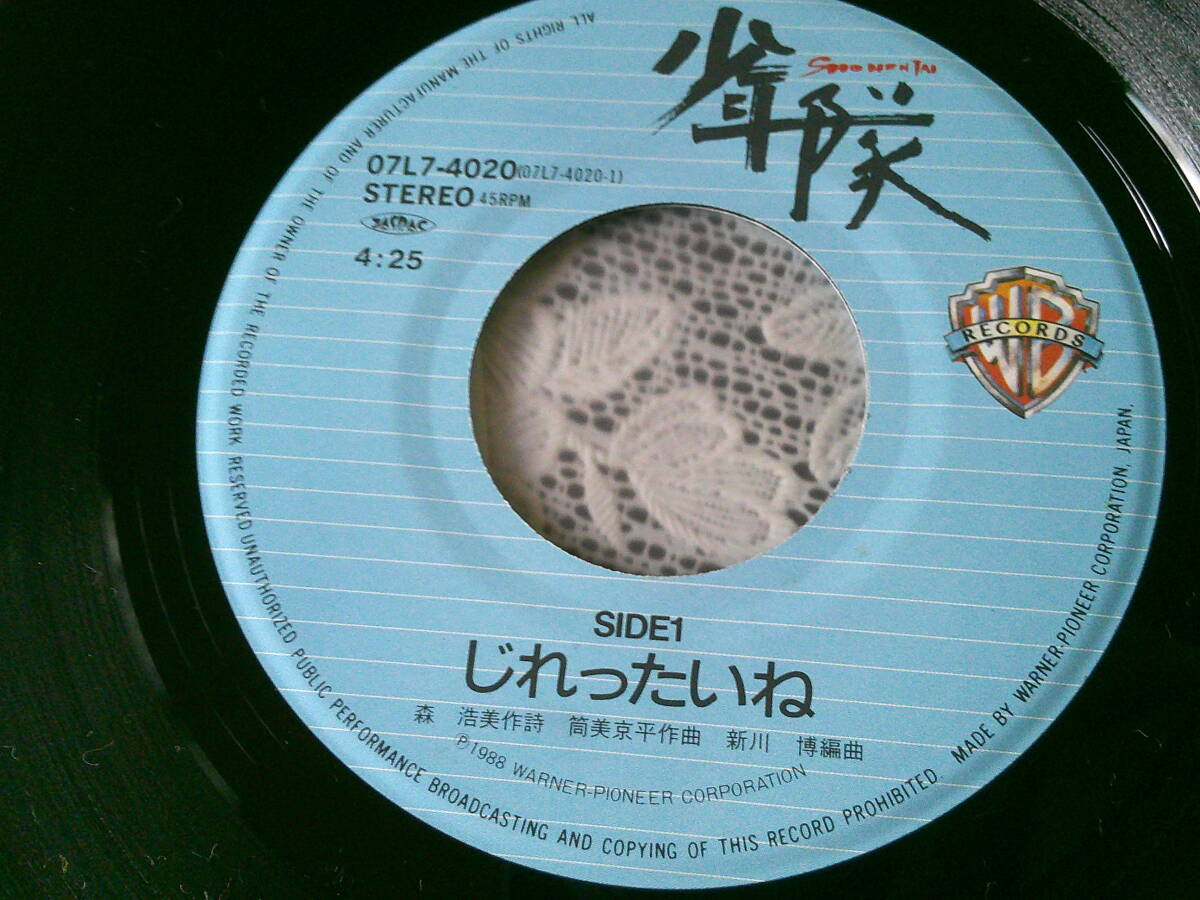 少年隊
SHONENTAI
07L7-4020(07L7-4020-1)
STEREO 45RPM
JASRAC
4:25
WB
RECORDS
SIDE1
じれったいね
森 浩美作詩 筒美京平作曲 新川 博編曲
Ⓟ1988 WARNER-PIONEER CORPORATION
ALL RIGHTS OF THE MANUFACTURER AND OF THE OWNER OF THE RECORDED WORK RESERVED UNAUTHORIZED PUBLIC PERFORMANCE BROADCASTING AND COPYING OF THIS RECORD PROHIBITED. MADE BY WARNER-PIONEER CORPORATION, JAPAN.